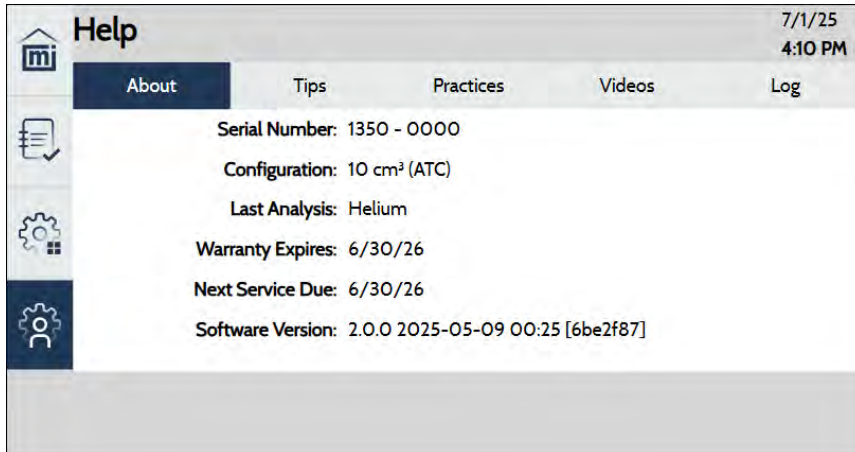 Help
7/1/25
4:10 PM
mi
About Tips Practices Videos Log
Serial Number: 1350 - 0000
Configuration: 10 cm³ (ATC)
Last Analysis: Helium
Warranty Expires: 6/30/26
Next Service Due: 6/30/26
Software Version: 2.0.0 2025-05-09 00:25 [6be2f87]